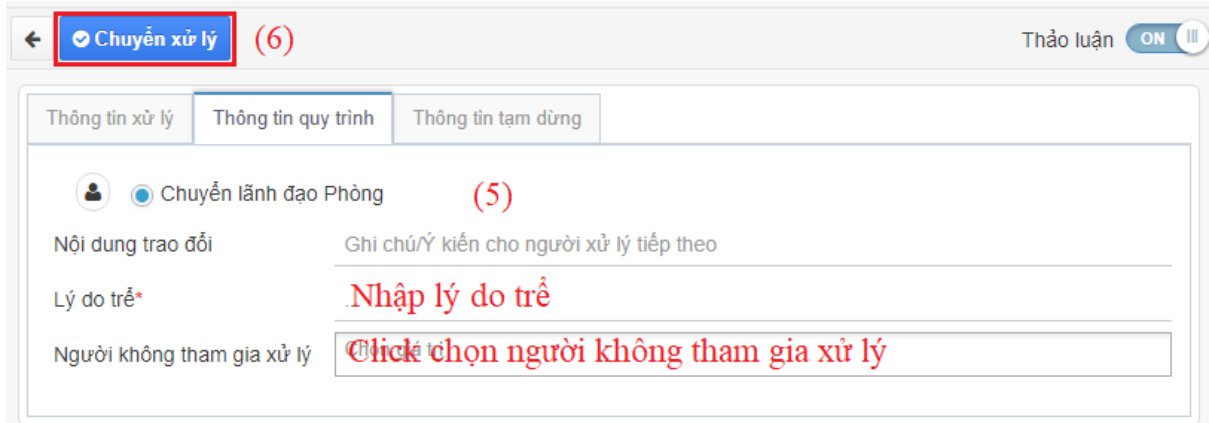 Chuyển xử lý (6) Thảo luận ON
Thông tin xử lý Thông tin quy trình Thông tin tạm dừng
Chuyển lãnh đạo Phòng (5)
Nội dung trao đổi Ghi chú/Ý kiến cho người xử lý tiếp theo
Lý do trể* Nhập lý do trể
Người không tham gia xử lý Click chọn người không tham gia xử lý